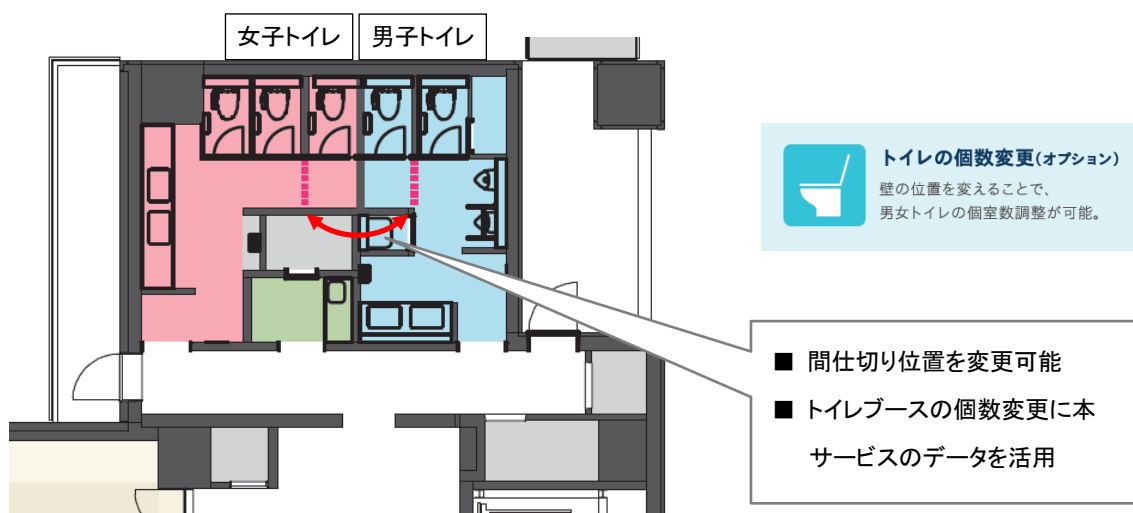 女子トイレ
男子トイレ
トイレの個数変更(オプション)
壁の位置を変えることで、
男女トイレの個室数調整が可能。
■ 間仕切り位置を変更可能
■ トイレブースの個数変更に本
サービスのデータを活用